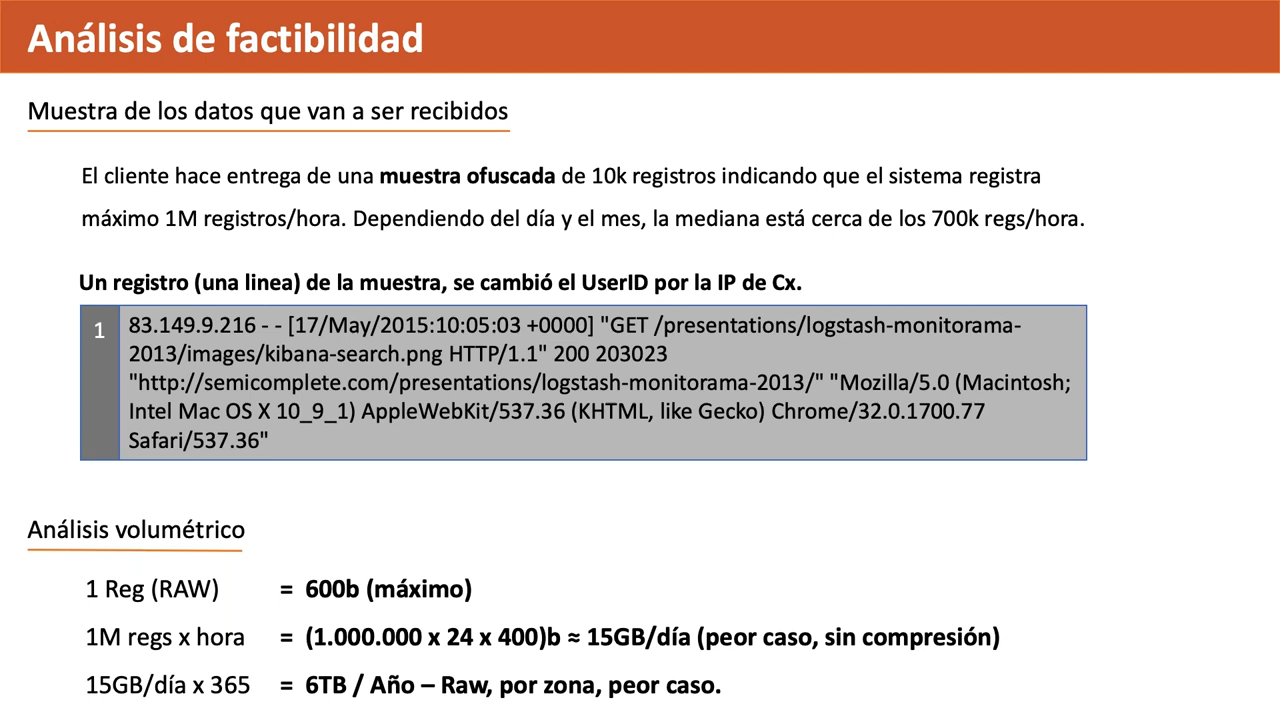 Análisis de factibilidad
Muestra de los datos que van a ser recibidos
El cliente hace entrega de una muestra ofuscada de 10k registros indicando que el sistema registra
máximo 1M registros/hora. Dependiendo del día y el mes, la mediana está cerca de los 700k regs/hora.
Un registro (una linea) de la muestra, se cambió el UserID por la IP de Cx.
1 83.149.9.216 - - [17/May/2015:10:05:03 +0000] "GET /presentations/logstash-monitorama-
2013/images/kibana-search.png HTTP/1.1" 200 203023
"http://semicomplete.com/presentations/logstash-monitorama-2013/" "Mozilla/5.0 (Macintosh;
Intel Mac OS X 10_9_1) AppleWebKit/537.36 (KHTML, like Gecko) Chrome/32.0.1700.77
Safari/537.36"
Análisis volumétrico
1 Reg (RAW) = 600b (máximo)
1M regs x hora = (1.000.000 x 24 x 400)b ≈ 15GB/día (peor caso, sin compresión)
15GB/día x 365 = 6TB / Año – Raw, por zona, peor caso.